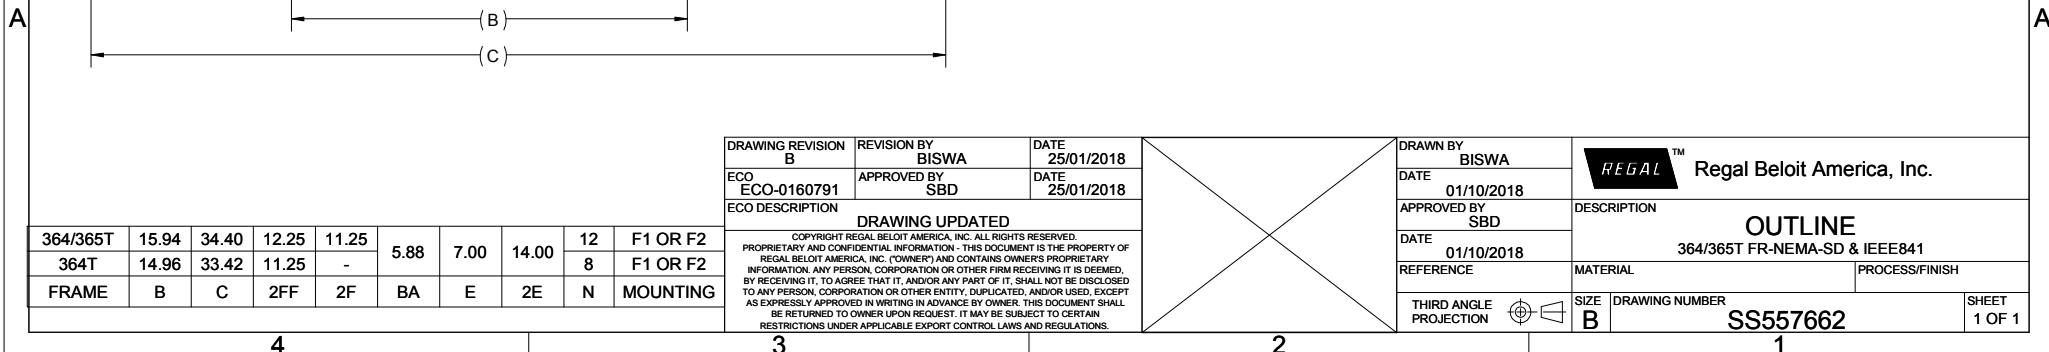 A
A
(B)
(C)
364/365T 15.94 34.40 12.25 11.25 5.88 7.00 14.00 12 F1 OR F2
364T 14.96 33.42 11.25 - 8 F1 OR F2
FRAME B C 2FF 2F BA E 2E N MOUNTING
DRAWING REVISION
B
REVISION BY
BISWA
DATE
25/01/2018
ECO
ECO-0160791
APPROVED BY
SBD
DATE
25/01/2018
ECO DESCRIPTION
DRAWING UPDATED
COPYRIGHT REGAL BELOIT AMERICA, INC. ALL RIGHTS RESERVED.
PROPRIETARY AND CONFIDENTIAL INFORMATION - THIS DOCUMENT IS THE PROPERTY OF
REGAL BELOIT AMERICA, INC. ("OWNER") AND CONTAINS OWNER'S PROPRIETARY
INFORMATION. ANY PERSON, CORPORATION OR OTHER FIRM RECEIVING IT IS DEEMED,
BY RECEIVING IT, TO AGREE THAT IT, AND/OR ANY PART OF IT, SHALL NOT BE DISCLOSED
TO ANY PERSON, CORPORATION OR OTHER ENTITY, DUPLICATED, AND/OR USED, EXCEPT
AS EXPRESSLY APPROVED IN WRITING IN ADVANCE BY OWNER. THIS DOCUMENT SHALL
BE RETURNED TO OWNER UPON REQUEST. IT MAY BE SUBJECT TO CERTAIN
RESTRICTIONS UNDER APPLICABLE EXPORT CONTROL LAWS AND REGULATIONS.
DRAWN BY
BISWA
DATE
01/10/2018
APPROVED BY
SBD
DATE
01/10/2018
REFERENCE
THIRD ANGLE
PROJECTION
REGAL ™ Regal Beloit America, Inc.
DESCRIPTION
OUTLINE
364/365T FR-NEMA-SD & IEEE841
MATERIAL
PROCESS/FINISH
SIZE
B
DRAWING NUMBER
SS557662
SHEET
1 OF 1
4 3 2 1